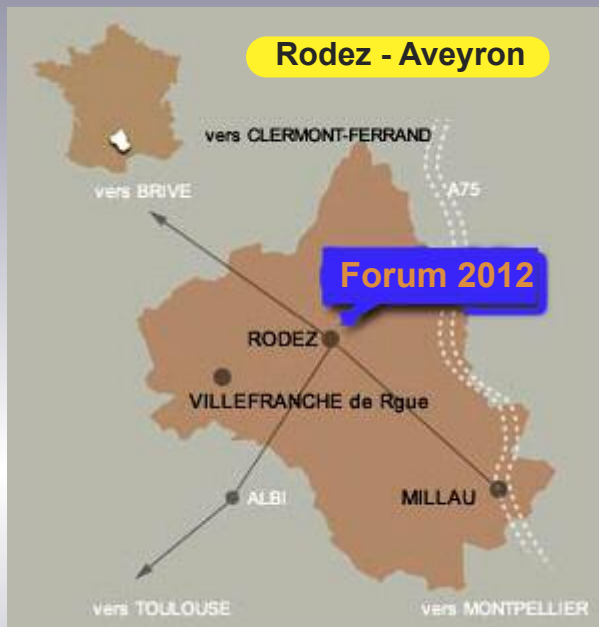 Rodez - Aveyron
vers CLERMONT-FERRAND
vers BRIVE
A75
Forum 2012
RODEZ
VILLEFRANCHE de Rgue
ALBI
MILLAU
vers TOULOUSE
vers MONTPELLIER